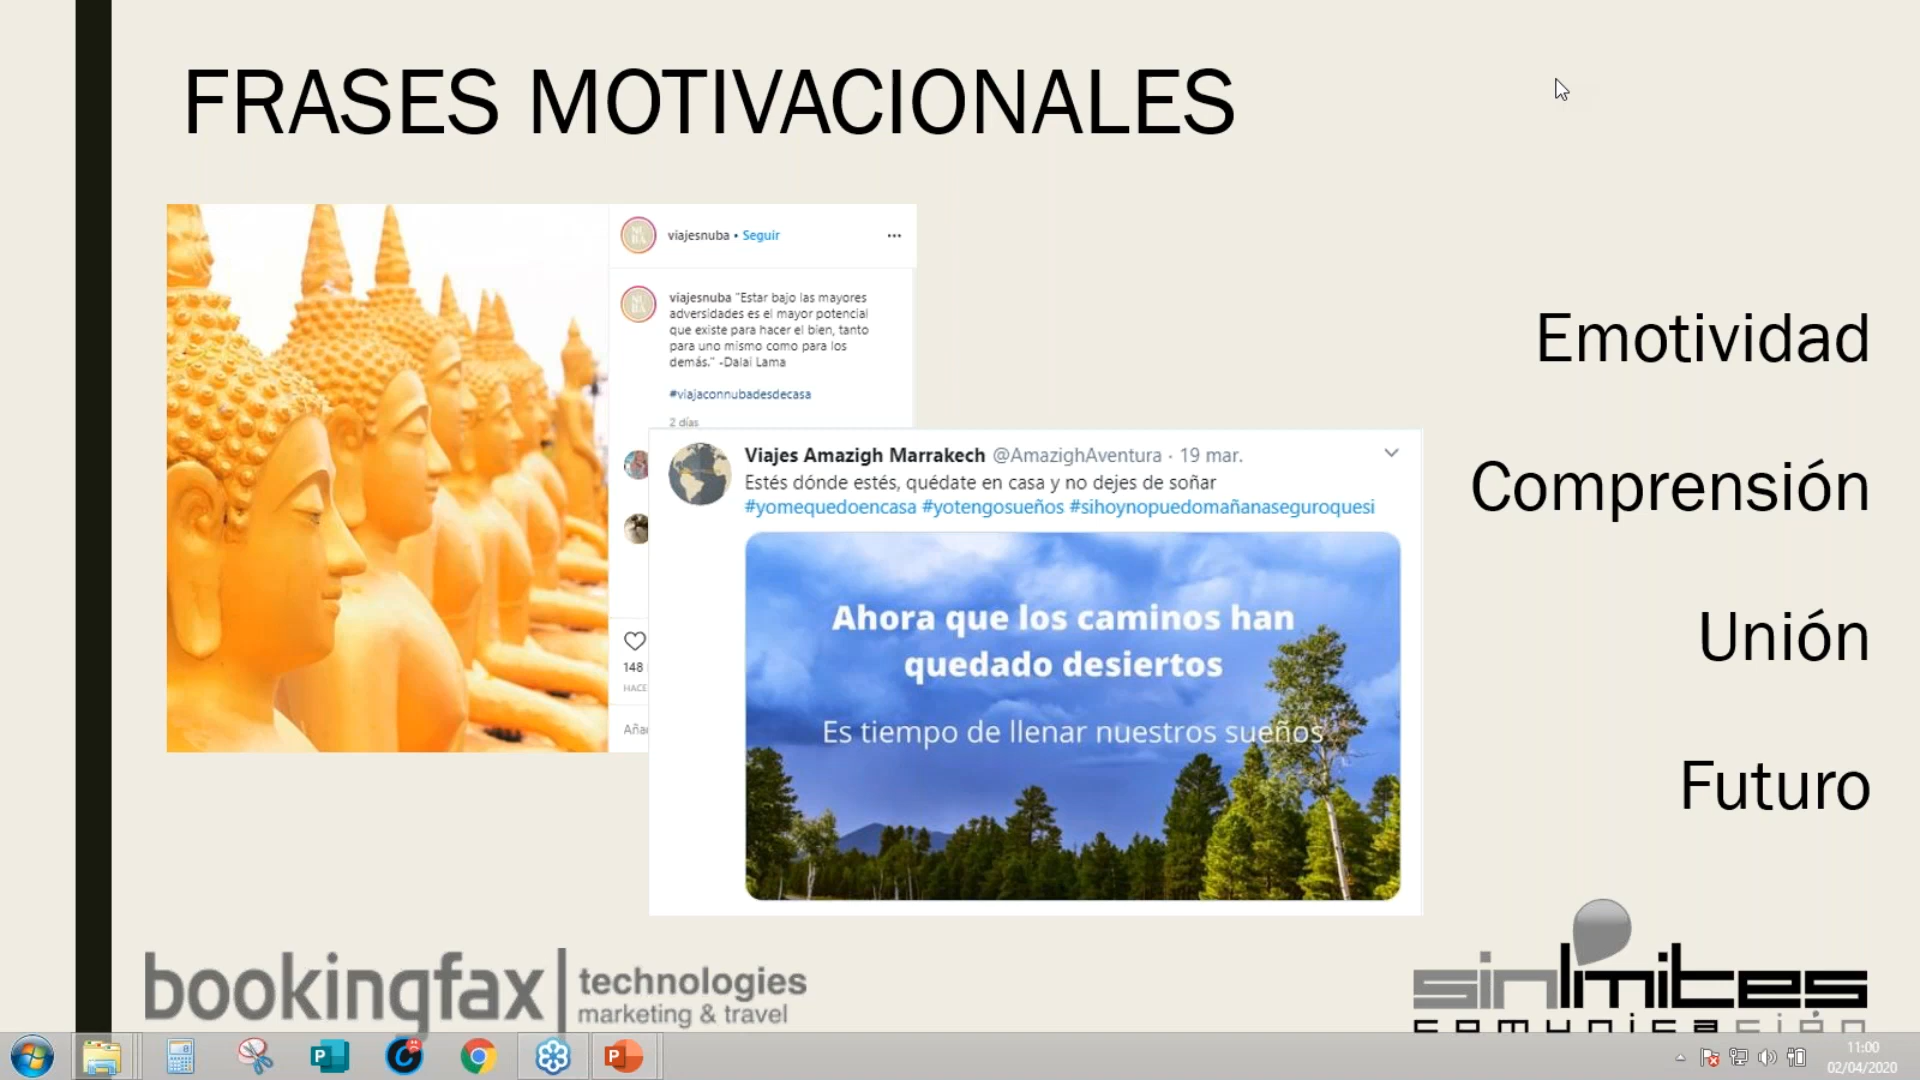 FRASES MOTIVACIONALES
viajesnuba • Seguir
viajesnuba "Estar bajo las mayores
adversidades es el mayor potencial
que existe para hacer el bien, tanto
para uno mismo como para los
demás." -Dalai Lama
#viajaconnubadesdecasa
2 días
148
HACE
Añad
Viajes Amazigh Marrakech @AmazighAventura · 19 mar.
Estés dónde estés, quédate en casa y no dejes de soñar
#yomequedoencasa #yotengosueños #sihoynopuedomañanaseguroquesi
Ahora que los caminos han
quedado desiertos
Es tiempo de llenar nuestros sueños
Emotividad
Comprensión
Unión
Futuro
bookingfax technologies
marketing & travel
sinlimites
comunicación
11:00
02/04/2020